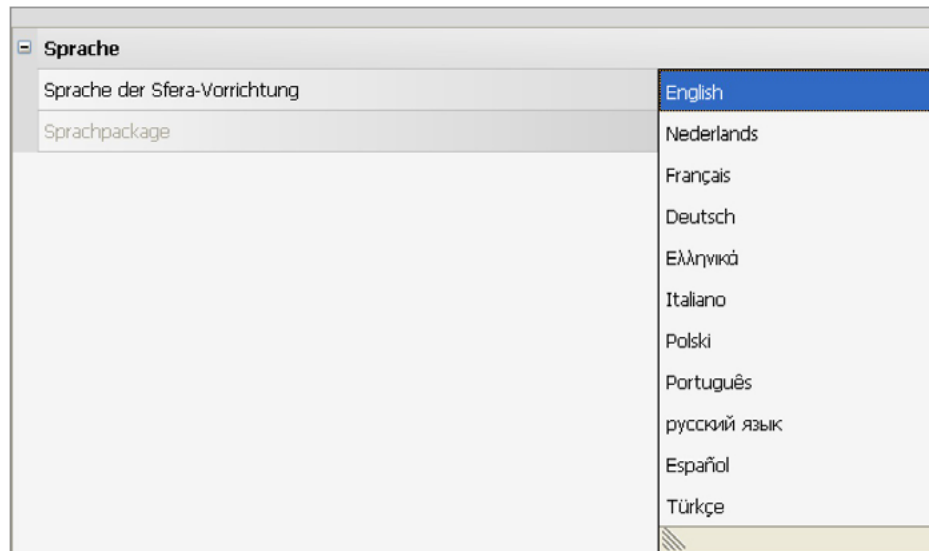 Sprache
Sprache der Sfera-Vorrichtung
English
Sprachpackage
Nederlands
Français
Deutsch
Ελληνικά
Italiano
Polski
Português
русский язык
Español
Türkçe